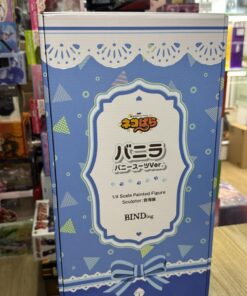 ネコぱら
バニラ
バニースーツVer.
1/4 Scale Painted Figure
Sculptor:
BINDing